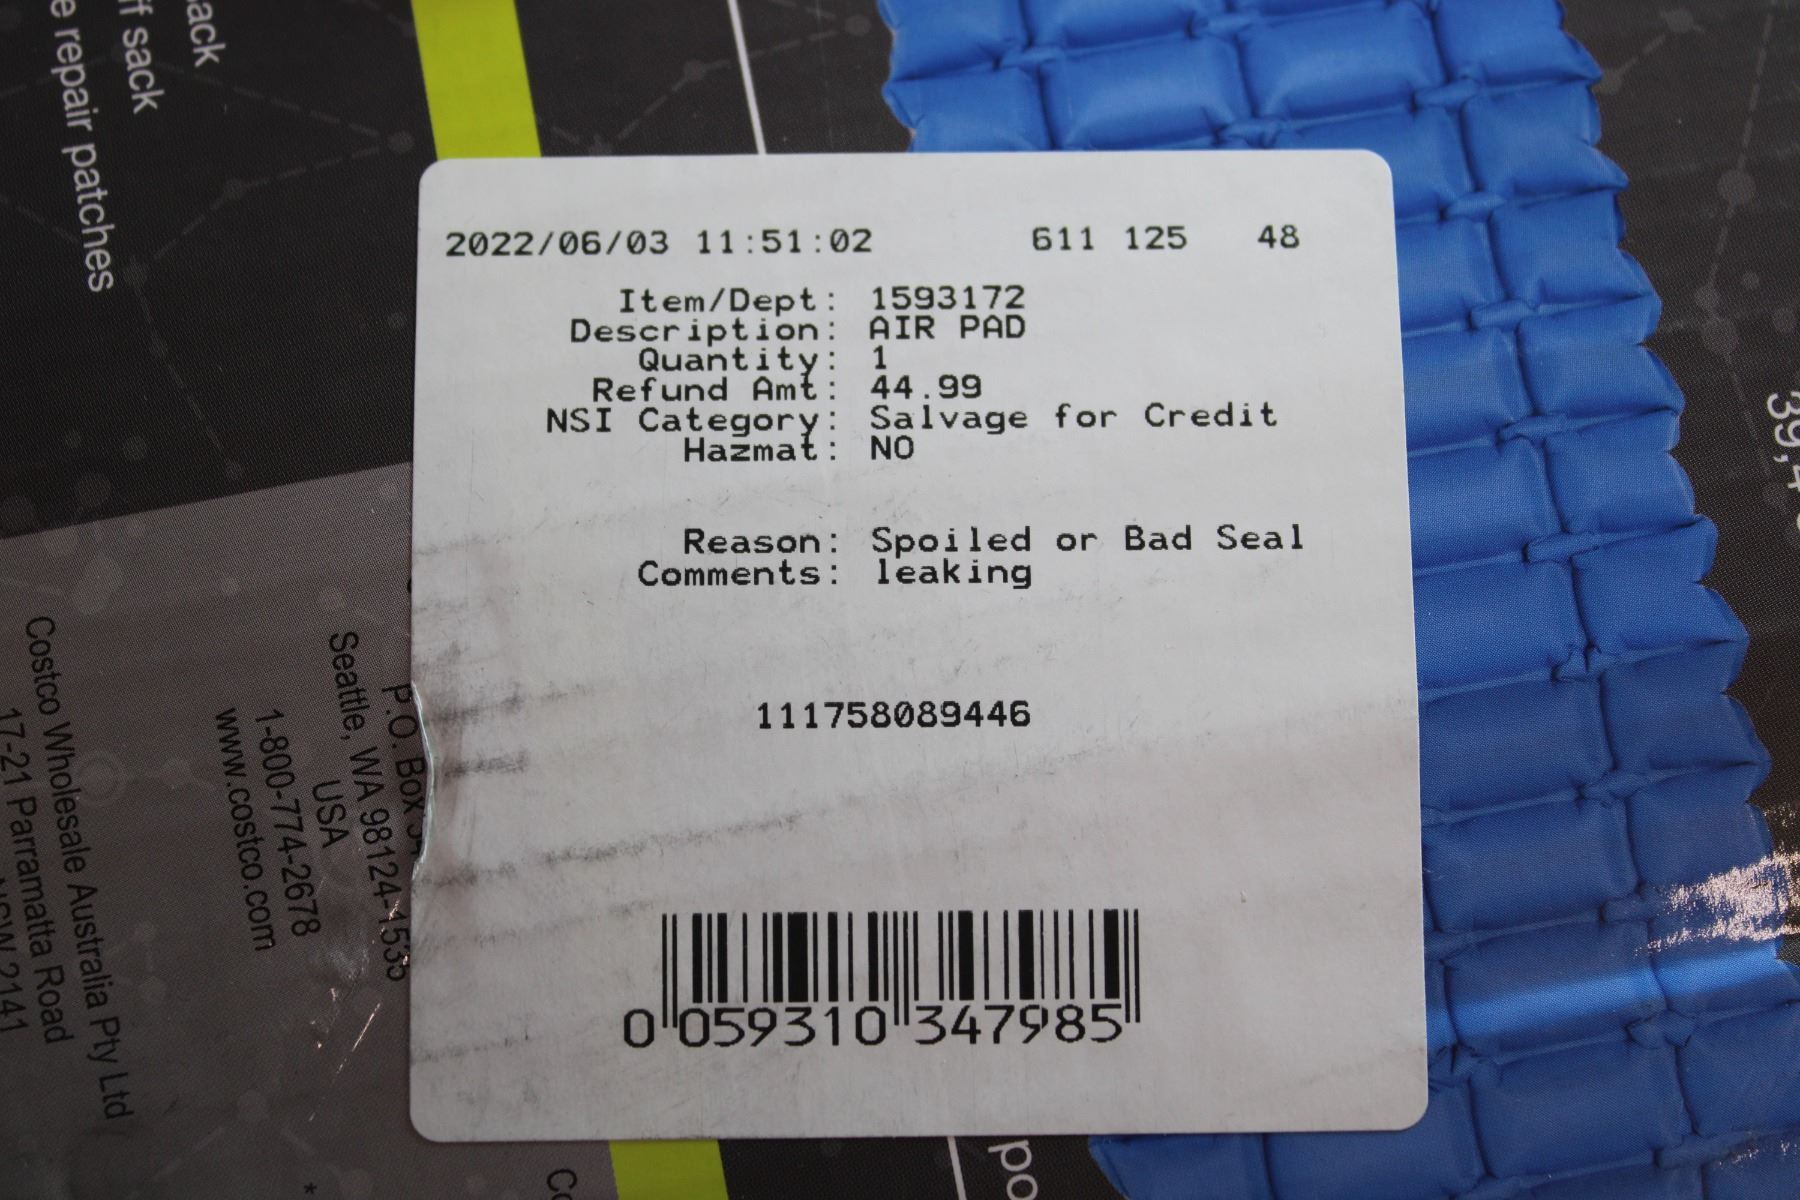 2022/06/03 11:51:02 611 125 48
Item/Dept: 1593172
Description: AIR PAD
Quantity: 1
Refund Amt: 44.99
NSI Category: Salvage for Credit
Hazmat: NO
Reason: Spoiled or Bad Seal
Comments: leaking
111758089446
0 059310 347985
sack
repair patches
P.O. Box
Seattle, WA 98124-1535
USA
1-800-774-2678
www.costco.com
Costco Wholesale Australia Pty Ltd /
17-21 Parramatta Road
NSW 2141